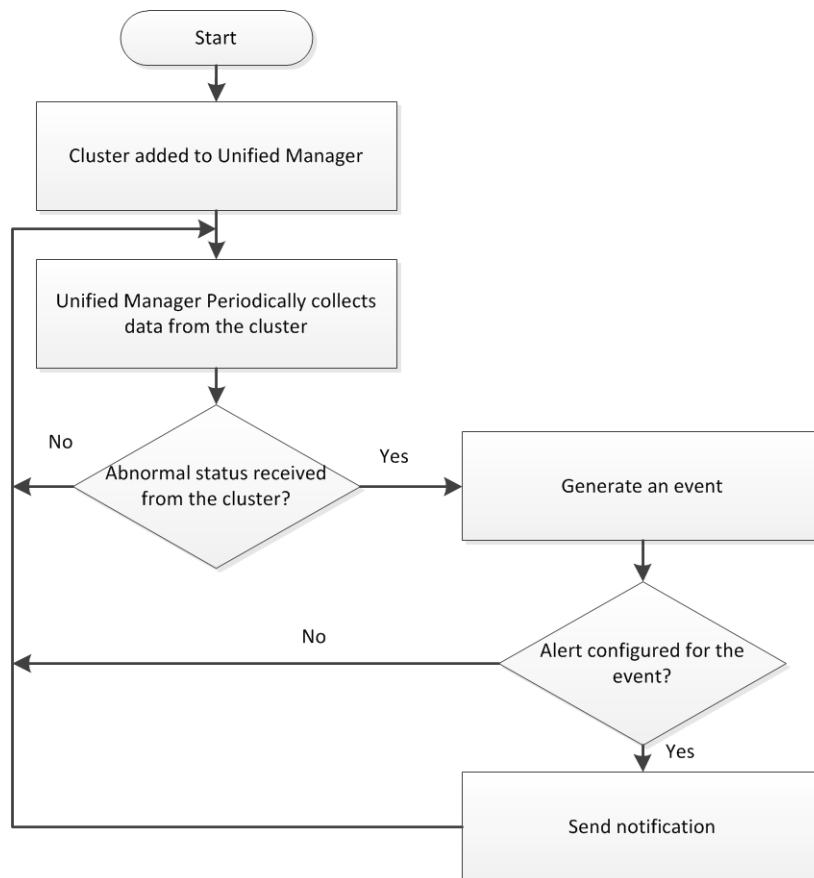 Start
Cluster added to Unified Manager
Unified Manager Periodically collects
data from the cluster
No
Abnormal status received
from the cluster?
Yes
Generate an event
No
Alert configured for the
event?
Yes
Send notification